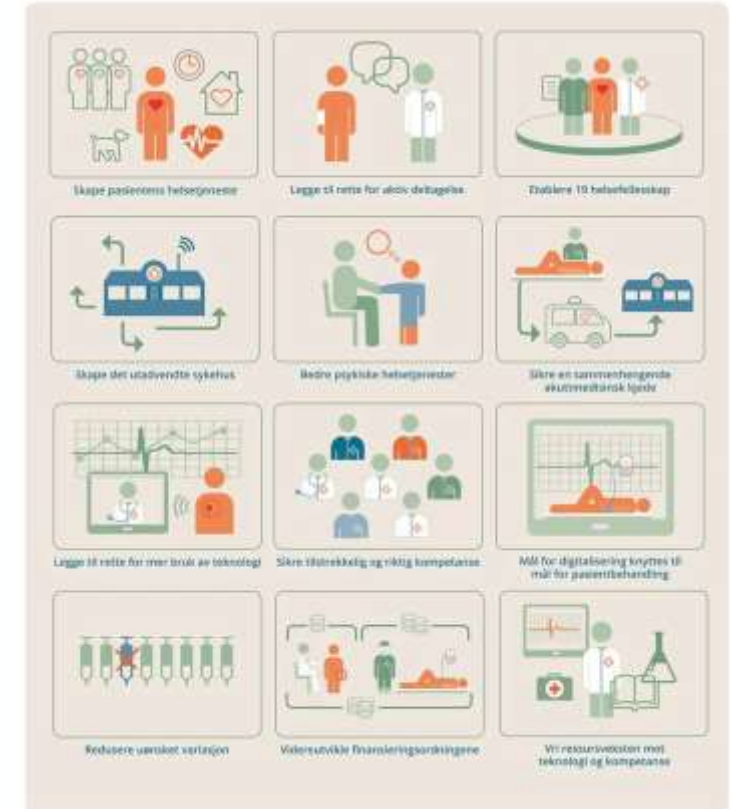 Skape pasientens helsetjeneste
Legge til rette for aktiv deltagelse
Etablere 19 helsefellesskap
Skape det utadvendte sykehus
Bedre psykiske helsetjenester
Sikre en sammenhengende
akuttmedisinsk kjede
Legge til rette for mer bruk av teknologi
Sikre tilstrekkelig og riktig kompetanse
Mål for digitalisering knyttes til
mål for pasientbehandling
Redusere uønsket variasjon
Videreutvikle finansieringsordningene
Vri ressursveksten mot
teknologi og kompetanse